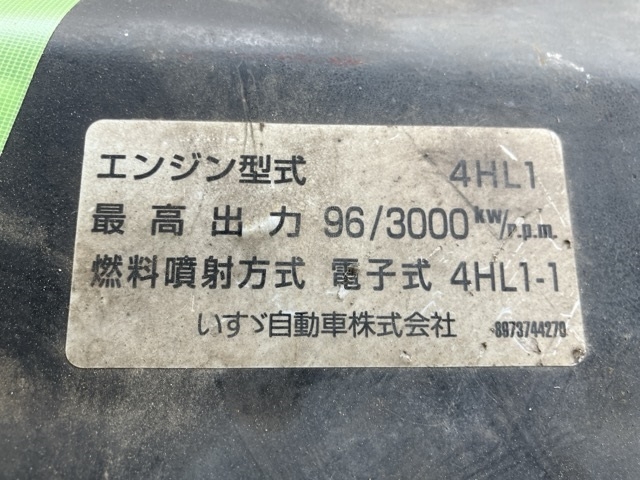 エンジン型式 4HL1
最高出力 96/3000 kW/r.p.m.
燃料噴射方式 電子式 4HL1-1
いすゞ自動車株式会社 8973744270